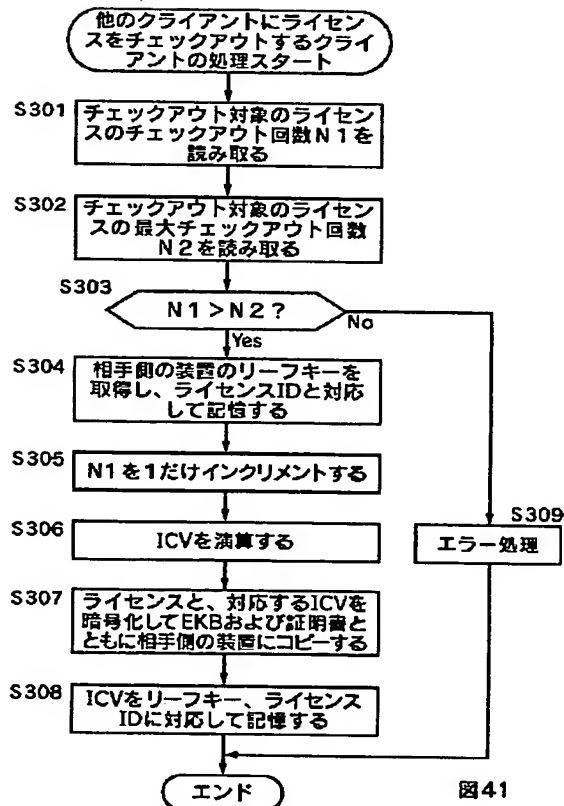 他のクライアントにライセン
スをチェックアウトするクライ
アントの処理スタート
S301
チェックアウト対象のライセン
スのチェックアウト回数N1を
読み取る
S302
チェックアウト対象のライセン
スの最大チェックアウト回数
N2を読み取る
S303
N1>N2?
No
Yes
S304
相手側の装置のリーフキーを
取得し、ライセンスIDと対応
して記憶する
S305
N1を1だけインクリメントする
S306
ICVを演算する
S309
エラー処理
S307
ライセンスと、対応するICVを
暗号化してEKBおよび証明書と
ともに相手側の装置にコピーする
S308
ICVをリーフキー、ライセンス
IDに対応して記憶する
エンド
図41